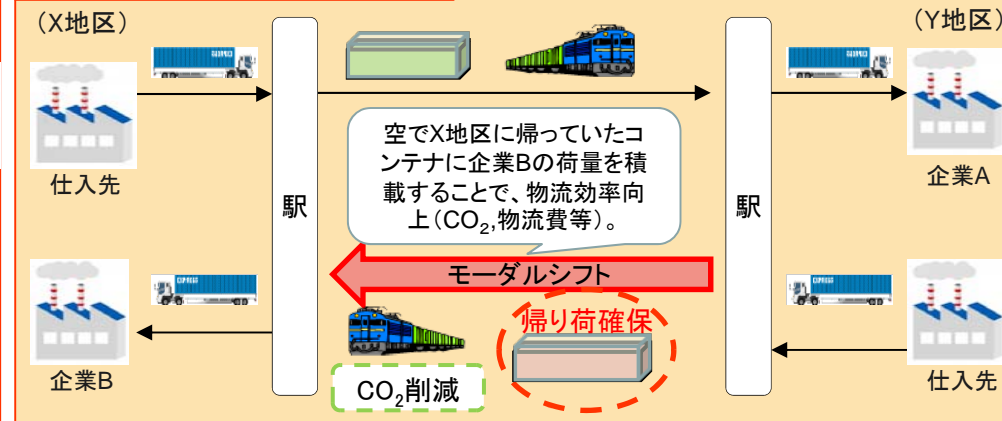 (X地区)
(Y地区)
仕入先
駅
空でX地区に帰っていたコ
ンテナに企業Bの荷量を積
載することで、物流効率向
上(CO₂,物流費等)。
駅
企業A
モーダルシフト
帰り荷確保
企業B
CO₂削減
仕入先